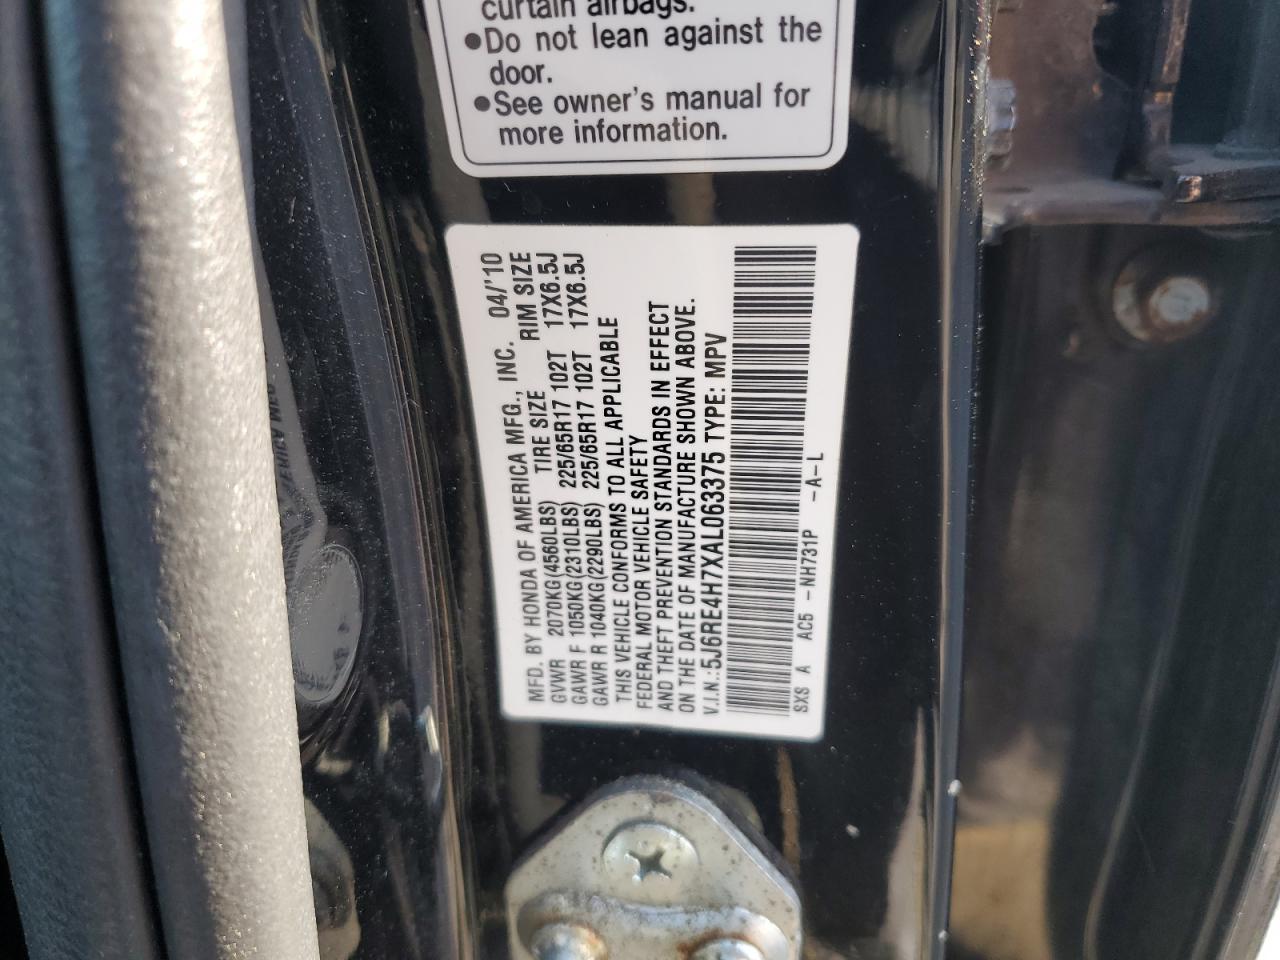 curtain airbags.
●Do not lean against the
door.
●See owner's manual for
more information.
MFD. BY HONDA OF AMERICA MFG., INC. 04/'10
GVWR 2070KG(4560LBS) TIRE SIZE RIM SIZE
GAWR F 1050KG(2310LBS) 225/65R17 102T 17X6.5J
GAWR R 1040KG(2290LBS) 225/65R17 102T 17X6.5J
THIS VEHICLE CONFORMS TO ALL APPLICABLE
FEDERAL MOTOR VEHICLE SAFETY
AND THEFT PREVENTION STANDARDS IN EFFECT
ON THE DATE OF MANUFACTURE SHOWN ABOVE.
V.I.N.:5J6RE4H7XAL063375 TYPE: MPV
SXS A AC5 -NH731P -A-L